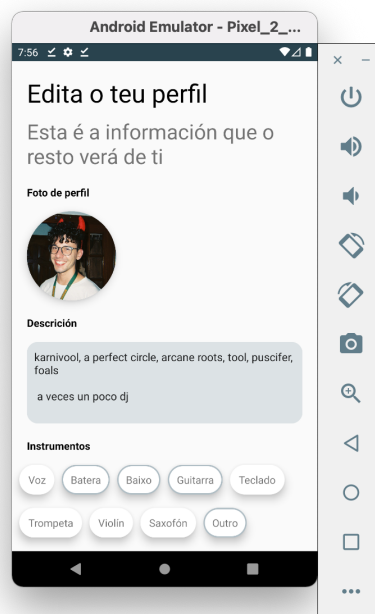 Android Emulator - Pixel_2_...
7:56
Edita o teu perfil
Esta é a información que o
resto verá de ti
Foto de perfil
Descrición
karnivool, a perfect circle, arcane roots, tool, puscifer,
foals
a veces un poco dj
Instrumentos
Voz Batera Baixo Guitarra Teclado
Trompeta Violín Saxofón Outro